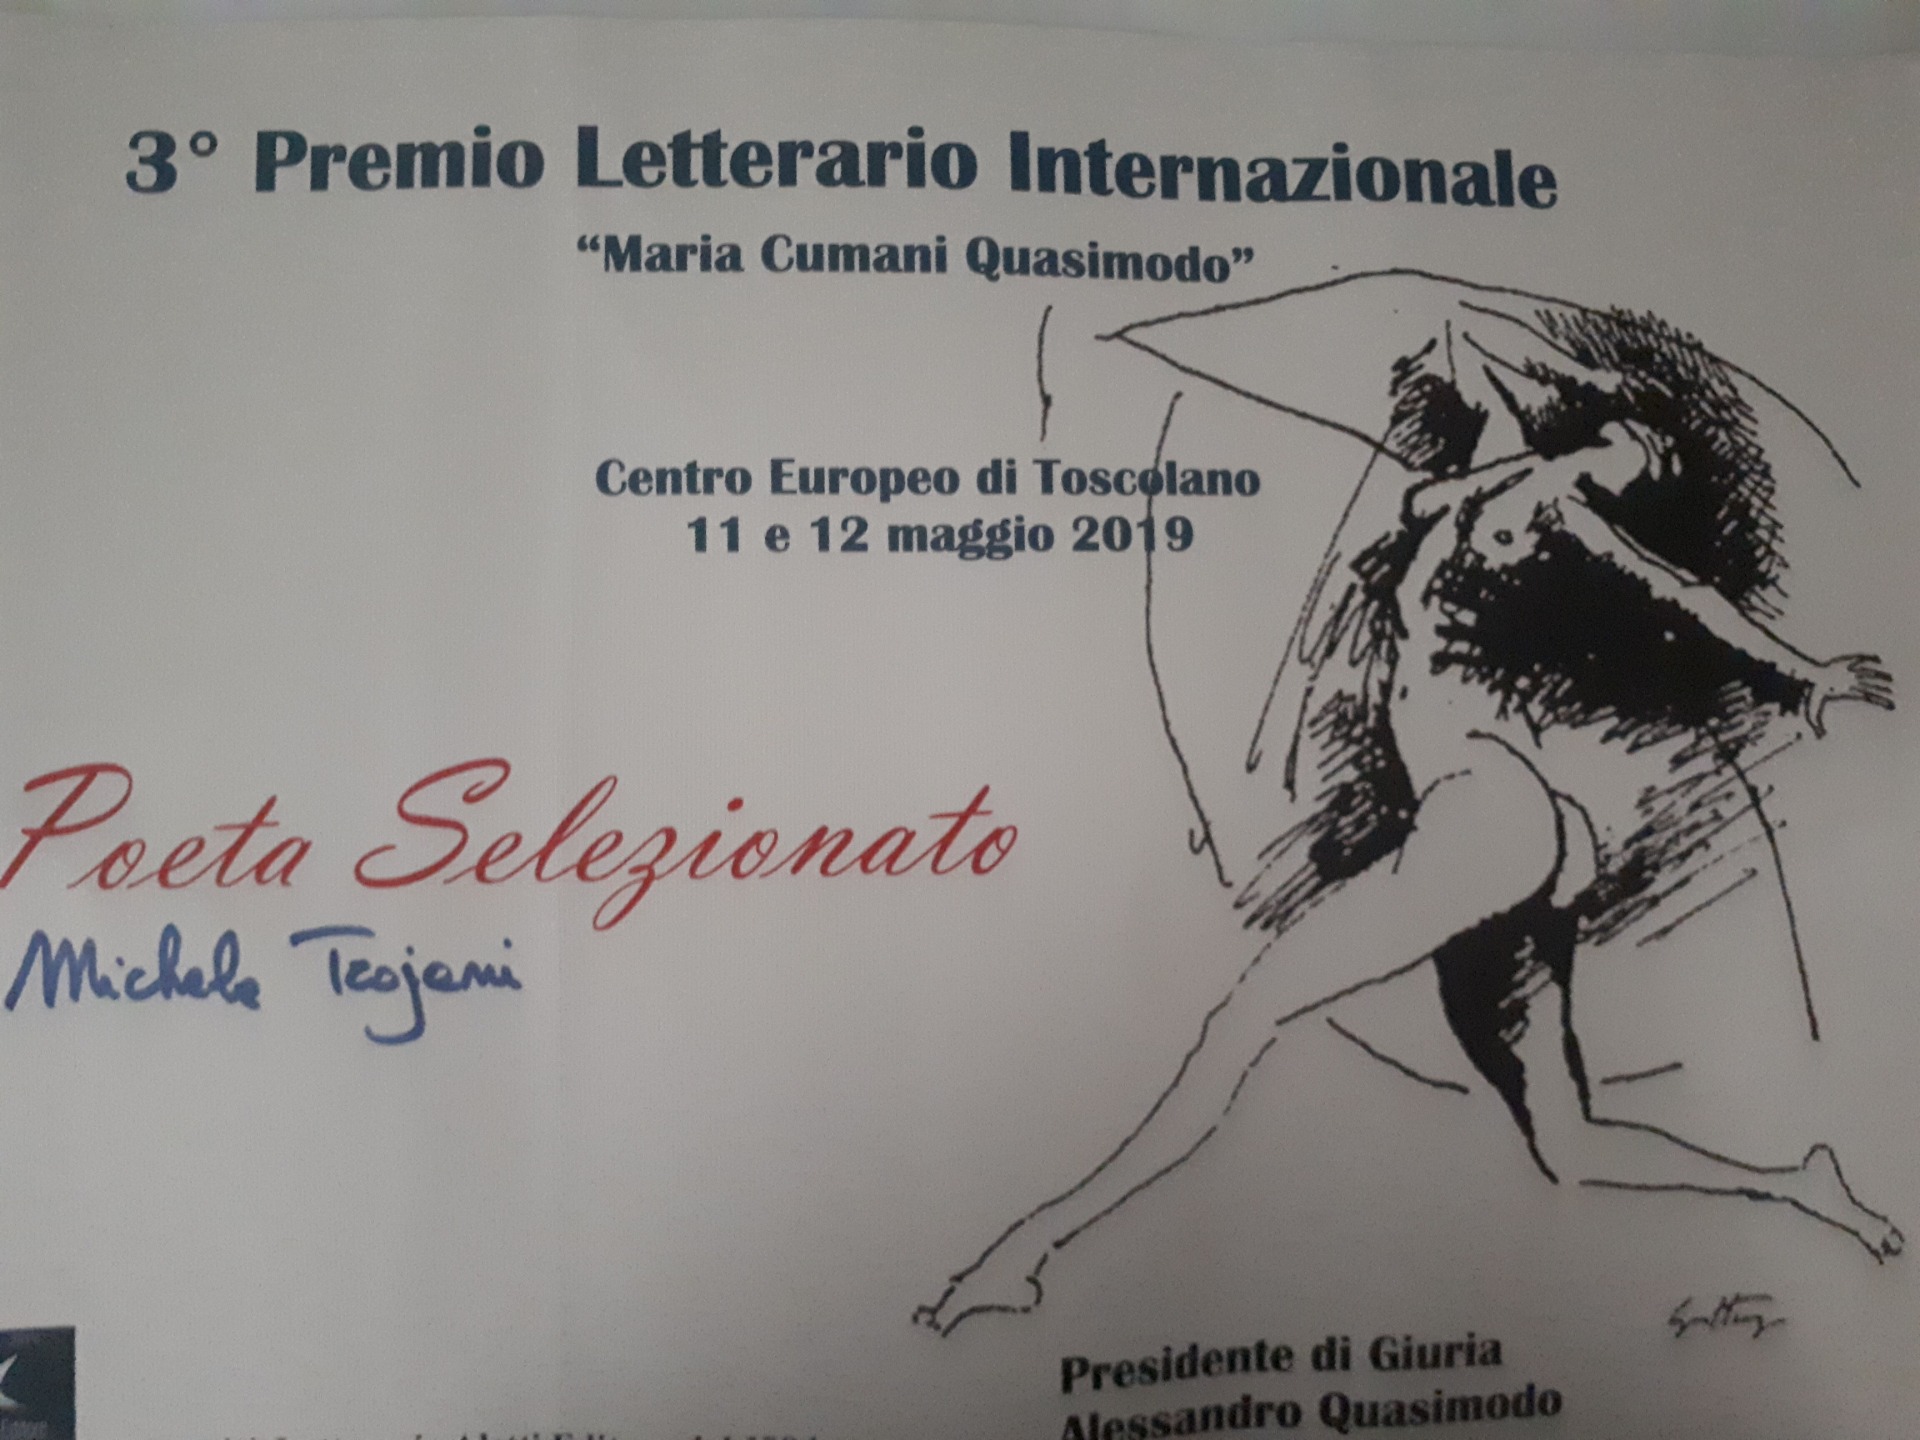 3° Premio Letterario Internazionale
“Maria Cumani Quasimodo”
Centro Europeo di Toscolano
11 e 12 maggio 2019
Poeta Selezionato
Michele Trojani
Presidente di Giuria
Alessandro Quasimodo